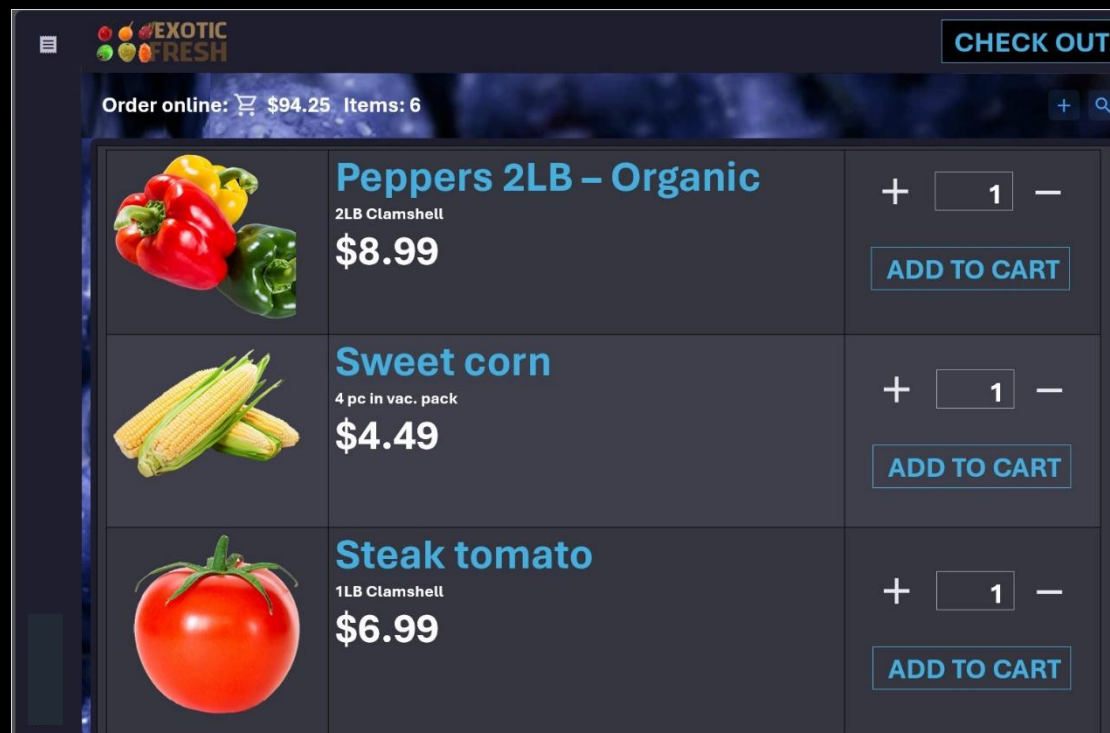 EXOTIC
FRESH
CHECK OUT
Order online: $94.25 Items: 6
Peppers 2LB – Organic
2LB Clamshell
$8.99
+ 1 –
ADD TO CART
Sweet corn
4 pc in vac. pack
$4.49
+ 1 –
ADD TO CART
Steak tomato
1LB Clamshell
$6.99
+ 1 –
ADD TO CART